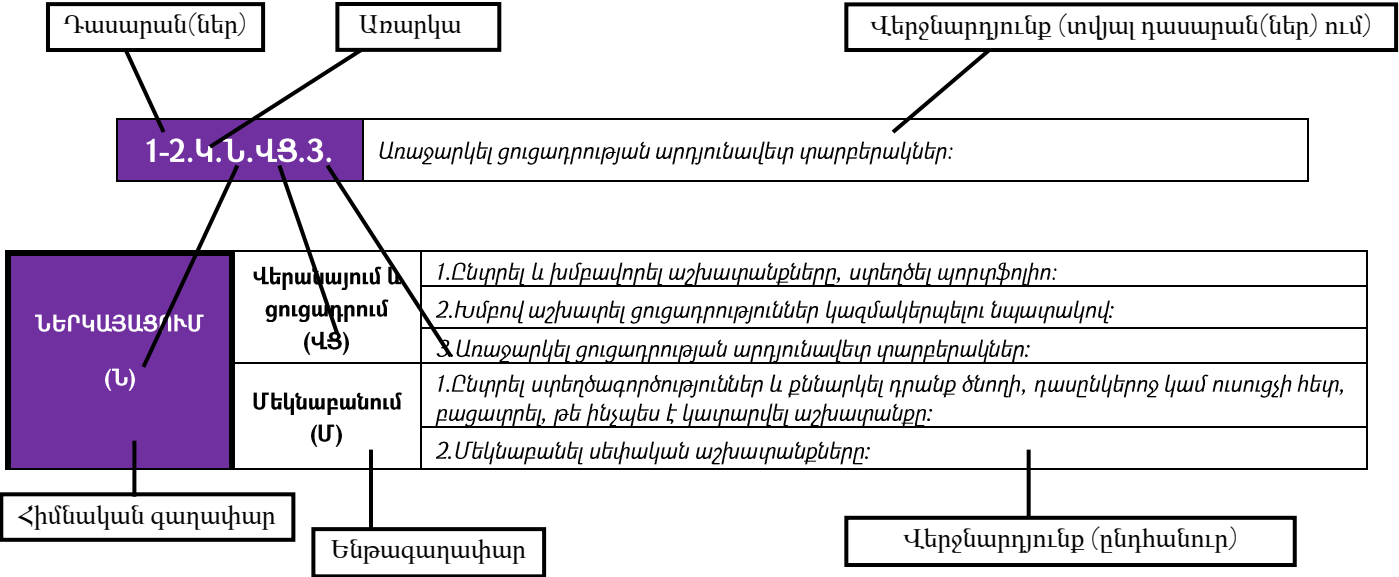 Դասարան(ներ)
Առարկա
Վերջնարդյունք (տվյալ դասարան(ներ) ում)
1-2.Կ.Ն.ՎՑ.3.
Առաջարկել ցուցադրության արդյունավետ տարբերակներ:
ՆԵՐԿԱՅԱՑՈՒՄ
(Ն)
Վերանայում և
ցուցադրում
(ՎՑ)
1.Ընտրել և խմբավորել աշխատանքները, ստեղծել պորտֆոլիո:
2.Խմբով աշխատել ցուցադրություններ կազմակերպելու նպատակով:
3.Առաջարկել ցուցադրության արդյունավետ տարբերակներ:
Մեկնաբանում
(Մ)
1.Ընտրել ստեղծագործություններ և քննարկել դրանք ծնողի, դասընկերոջ կամ ուսուցչի հետ,
բացատրել, թե ինչպես է կատարվել աշխատանքը:
2.Մեկնաբանել սեփական աշխատանքները:
Հիմնական գաղափար
Ենթագաղափար
Վերջնարդյունք (ընդհանուր)